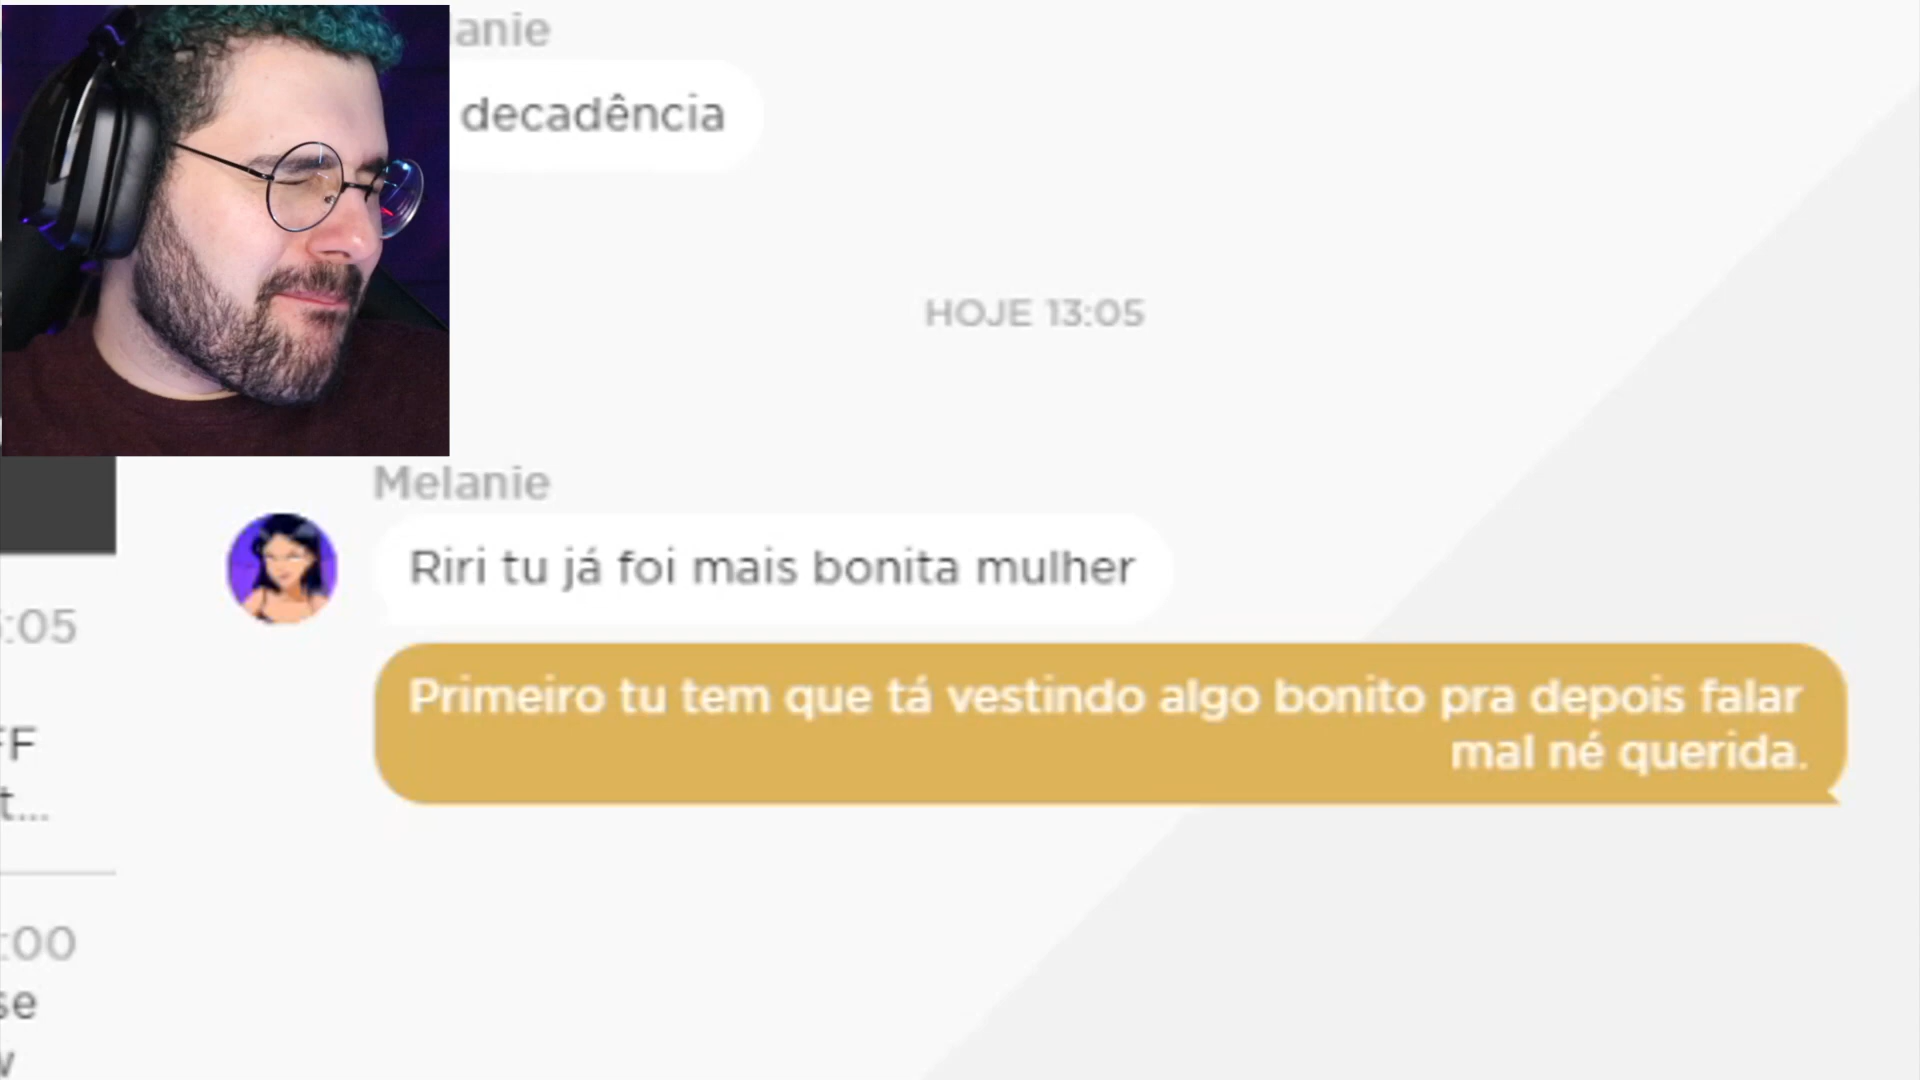 lanie
decadência
HOJE 13:05
Melanie
Riri tu já foi mais bonita mulher
:05
Primeiro tu tem que tá vestindo algo bonito pra depois falar
mal né querida.
FF
t...
:00
se
w